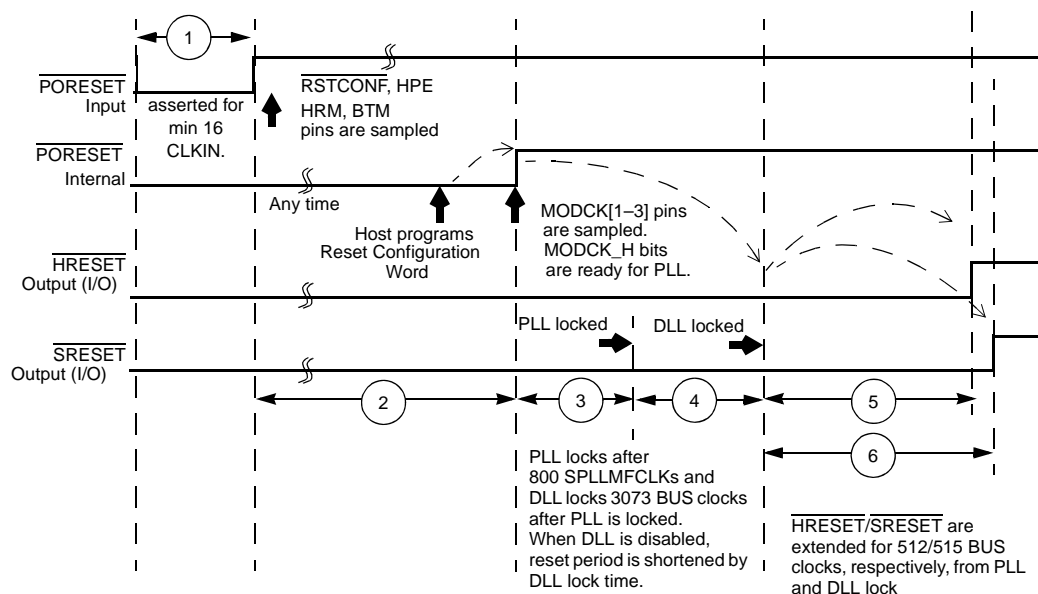 1
PORESET
Input
asserted for
min 16
CLKIN.
RSTCONF, HPE
HRM, BTM
pins are sampled
PORESET
Internal
Any time
Host programs
Reset Configuration
Word
MODCK[1–3] pins
are sampled.
MODCK_H bits
are ready for PLL.
HRESET
Output (I/O)
PLL locked
DLL locked
SRESET
Output (I/O)
2
3
4
5
6
PLL locks after
800 SPLLMFCLKs and
DLL locks 3073 BUS clocks
after PLL is locked.
When DLL is disabled,
reset period is shortened by
DLL lock time.
HRESET/SRESET are
extended for 512/515 BUS
clocks, respectively, from PLL
and DLL lock